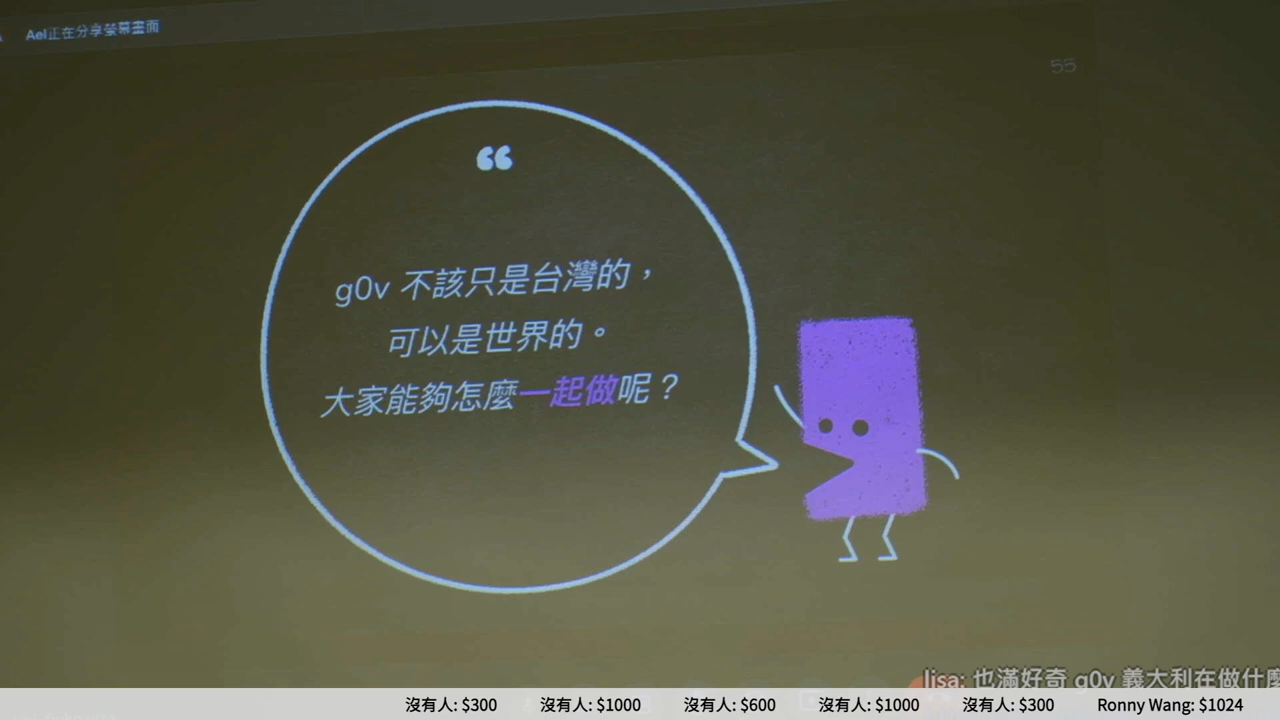 Ael正在分享螢幕畫面
55
“
g0v 不該只是台灣的，
可以是世界的。
大家能夠怎麼一起做呢？
lisa: 也滿好奇 g0v 義大利在做什麼
沒有人: $300 沒有人: $1000 沒有人: $600 沒有人: $1000 沒有人: $300 Ronny Wang: $1024